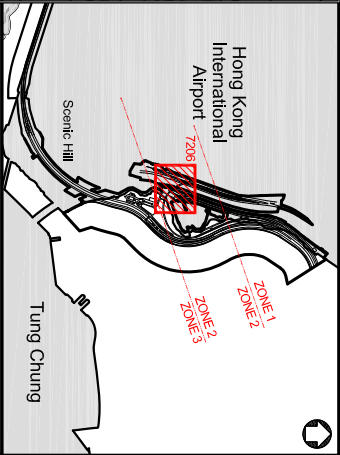 Hong Kong
International
Airport
7206
Scenic Hill
ZONE 1
ZONE 2
ZONE 2
ZONE 3
Tung Chung